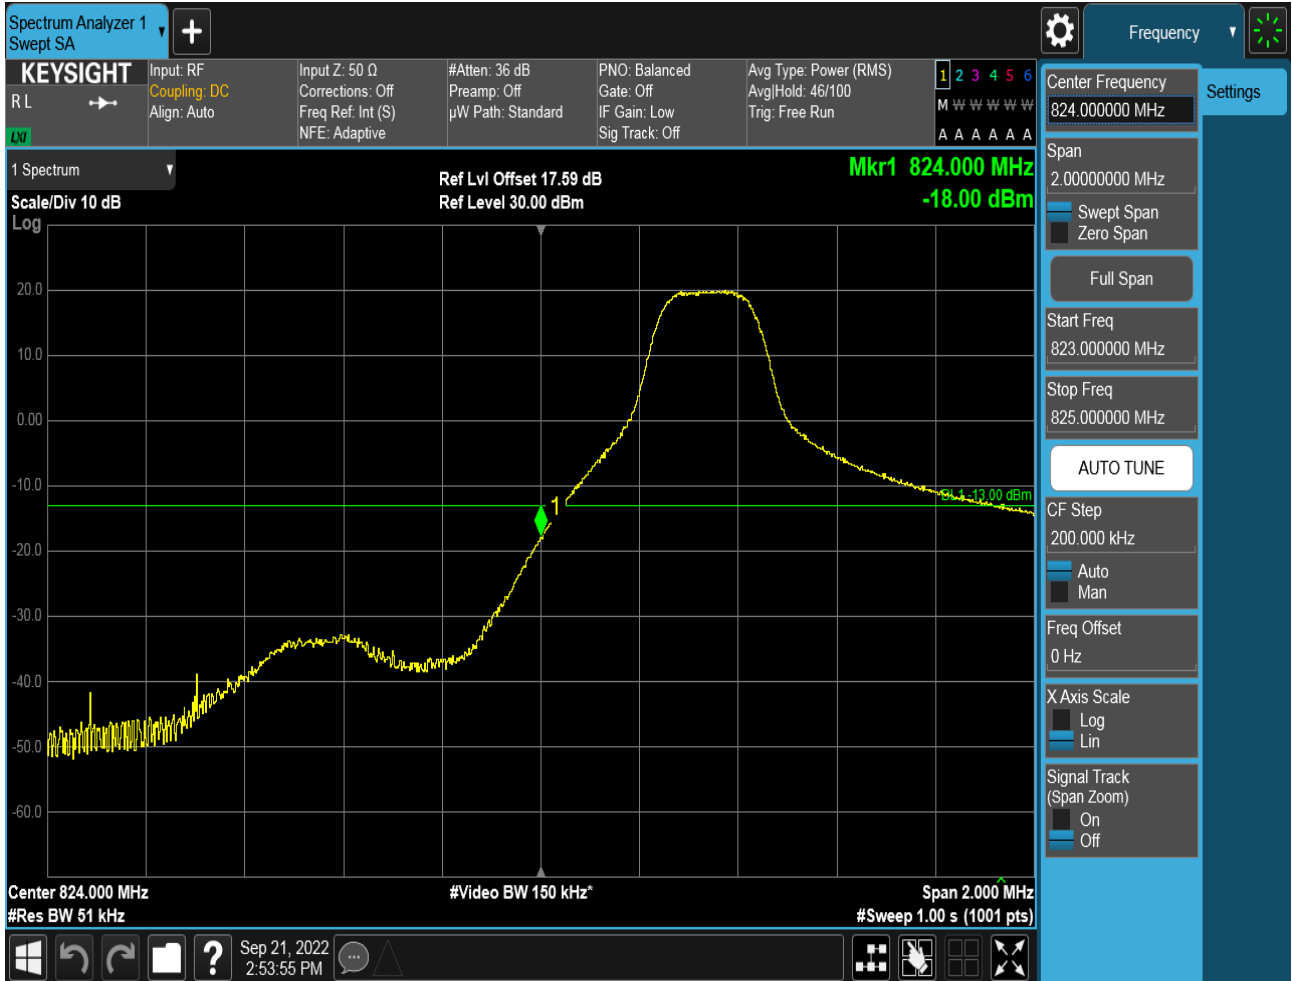 Spectrum Analyzer 1
Swept SA
Frequency
KEYSIGHT
R L
LXI
Input: RF
Coupling: DC
Align: Auto
Input Z: 50 Ω
Corrections: Off
Freq Ref: Int (S)
NFE: Adaptive
#Atten: 36 dB
Preamp: Off
µW Path: Standard
PNO: Balanced
Gate: Off
IF Gain: Low
Sig Track: Off
Avg Type: Power (RMS)
Avg|Hold: 46/100
Trig: Free Run
1 2 3 4 5 6
M W W W W W
A A A A A A
1 Spectrum
Scale/Div 10 dB
Log
Ref Lvl Offset 17.59 dB
Ref Level 30.00 dBm
Mkr1 824.000 MHz
-18.00 dBm
20.0
10.0
0.00
-10.0
-20.0
-30.0
-40.0
-50.0
-60.0
1
DL1 -13.00 dBm
Center 824.000 MHz
#Res BW 51 kHz
#Video BW 150 kHz*
Span 2.000 MHz
#Sweep 1.00 s (1001 pts)
Center Frequency
824.000000 MHz
Settings
Span
2.00000000 MHz
Swept Span
Zero Span
Full Span
Start Freq
823.000000 MHz
Stop Freq
825.000000 MHz
AUTO TUNE
CF Step
200.000 kHz
Auto
Man
Freq Offset
0 Hz
X Axis Scale
Log
Lin
Signal Track
(Span Zoom)
On
Off
?
Sep 21, 2022
2:53:55 PM